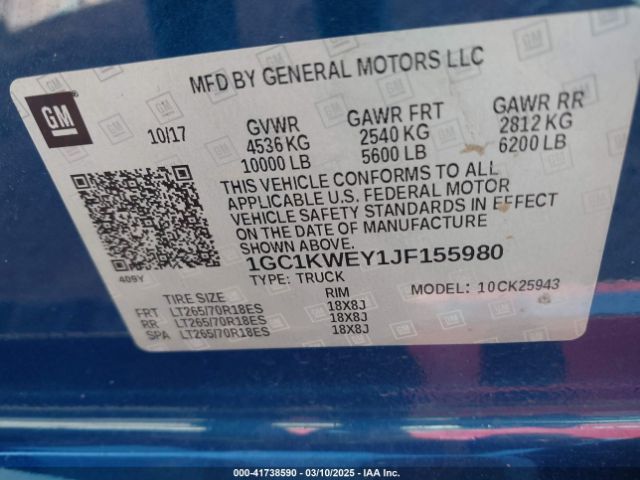 MFD BY GENERAL MOTORS LLC
GM
10/17 GVWR GAWR FRT GAWR RR
4536 KG 2540 KG 2812 KG
10000 LB 5600 LB 6200 LB
THIS VEHICLE CONFORMS TO ALL
APPLICABLE U.S. FEDERAL MOTOR
VEHICLE SAFETY STANDARDS IN EFFECT
ON THE DATE OF MANUFACTURE
SHOWN ABOVE.
1GC1KWEY1JF155980
409Y
TYPE: TRUCK MODEL: 10CK25943
TIRE SIZE RIM
FRT LT265/70R18ES 18X8J
RR LT265/70R18ES 18X8J
SPA LT265/70R18ES 18X8J
000-41738590 — 03/10/2025 — IAA Inc.